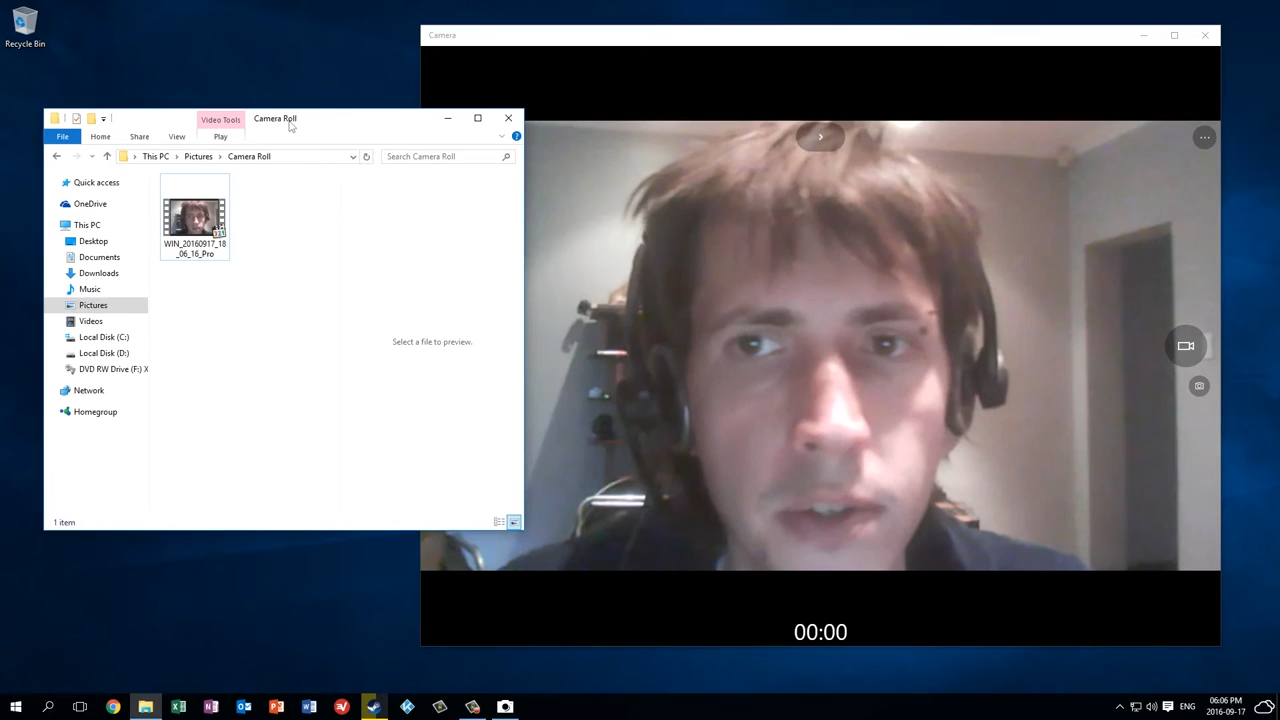 Recycle Bin
Camera
Video Tools
Camera Roll
File
Home
Share
View
Play
This PC
Pictures
Camera Roll
Search Camera Roll
Quick access
OneDrive
This PC
Desktop
Documents
Downloads
Music
Pictures
Videos
Local Disk (C:)
Local Disk (D:)
DVD RW Drive (F:) X
Network
Homegroup
WIN_20160917_18
_06_16_Pro
Select a file to preview.
1 item
00:00
06:06 PM
2016-09-17